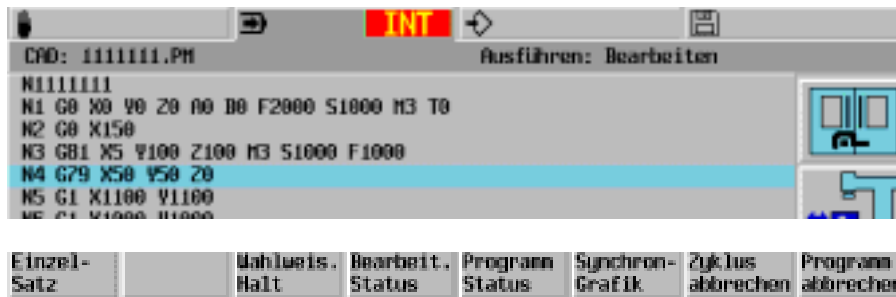 INT
CAD: 1111111.PM Ausführen: Bearbeiten
N1111111
N1 G0 X0 Y0 Z0 A0 B0 F2000 S1000 M3 T0
N2 G0 X150
N3 G81 X5 Y100 Z100 M3 S1000 F1000
N4 G79 X50 Y50 Z0
N5 G1 X1100 Y1100
Einzel- Wahlweis. Bearbeit. Programm Synchron- Zyklus Programm
Satz Halt Status Status Grafik abbrechen abbrechen